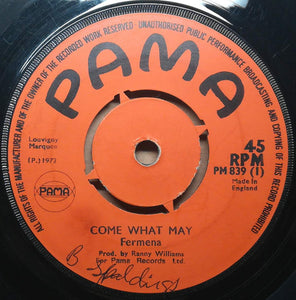 ALL RIGHTS OF THE MANUFACTURER AND OF THE OWNER OF THE RECORDED WORK RESERVED. UNAUTHORISED PUBLIC PERFORMANCE BROADCASTING AND COPYING OF THIS RECORD PROHIBITED
PAMA
Louvigny
Marquee
(P.) 1973
45
RPM
PM 839 (1)
Made in
England
PAMA
COME WHAT MAY
Fermena
Prod. by Ranny Williams
For Pama Records Ltd.
B Spaldings